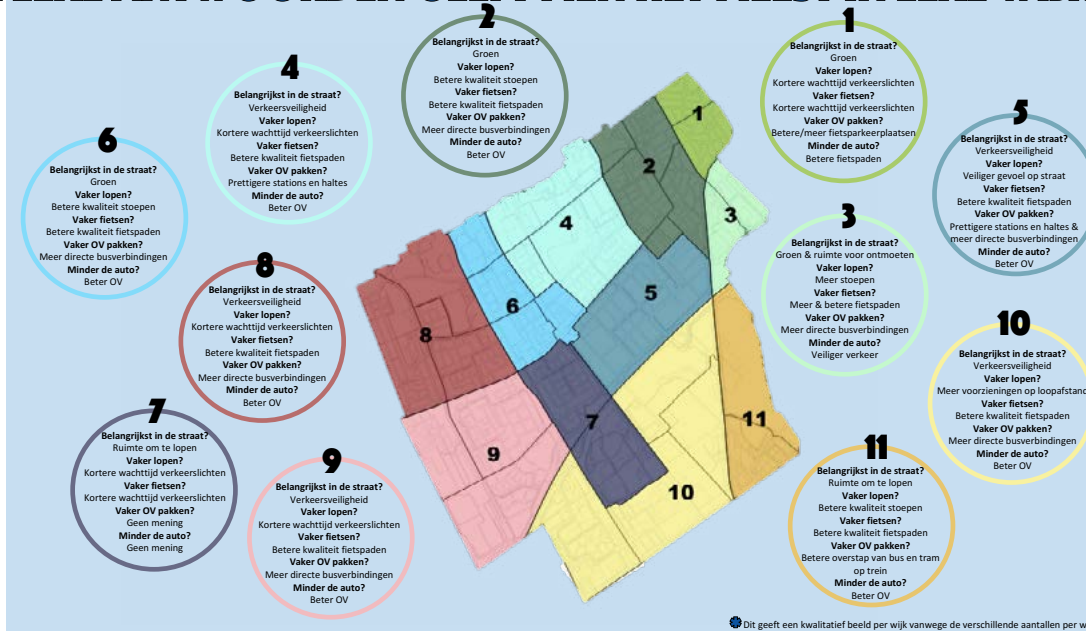 1
Belangrijkst in de straat?
Groen
Vaker lopen?
Kortere wachttijd verkeerslichten
Vaker fietsen?
Kortere wachttijd verkeerslichten
Vaker OV pakken?
Betere/meer fietsparkeerplaatsen
Minder de auto?
Betere fietspaden
2
Belangrijkst in de straat?
Groen
Vaker lopen?
Betere kwaliteit stoepen
Vaker fietsen?
Betere kwaliteit fietspaden
Vaker OV pakken?
Meer directe busverbindingen
Minder de auto?
Beter OV
4
Belangrijkst in de straat?
Verkeersveiligheid
Vaker lopen?
Kortere wachttijd verkeerslichten
Vaker fietsen?
Betere kwaliteit fietspaden
Vaker OV pakken?
Prettigere stations en haltes
Minder de auto?
Beter OV
5
Belangrijkst in de straat?
Verkeersveiligheid
Vaker lopen?
Veiliger gevoel op straat
Vaker fietsen?
Betere kwaliteit fietspaden
Vaker OV pakken?
Prettigere stations en haltes &
meer directe busverbindingen
Minder de auto?
Beter OV
6
Belangrijkst in de straat?
Groen
Vaker lopen?
Betere kwaliteit stoepen
Vaker fietsen?
Betere kwaliteit fietspaden
Vaker OV pakken?
Meer directe busverbindingen
Minder de auto?
Beter OV
3
Belangrijkst in de straat?
Groen & ruimte voor ontmoeten
Vaker lopen?
Meer stoepen
Vaker fietsen?
Meer & betere fietspaden
Vaker OV pakken?
Meer directe busverbindingen
Minder de auto?
Veiliger verkeer
8
Belangrijkst in de straat?
Verkeersveiligheid
Vaker lopen?
Kortere wachttijd verkeerslichten
Vaker fietsen?
Betere kwaliteit fietspaden
Vaker OV pakken?
Meer directe busverbindingen
Minder de auto?
Beter OV
10
Belangrijkst in de straat?
Verkeersveiligheid
Vaker lopen?
Meer voorzieningen op loopafstand
Vaker fietsen?
Betere kwaliteit fietspaden
Vaker OV pakken?
Meer directe busverbindingen
Minder de auto?
Beter OV
7
Belangrijkst in de straat?
Ruimte om te lopen
Vaker lopen?
Kortere wachttijd verkeerslichten
Vaker fietsen?
Kortere wachttijd verkeerslichten
Vaker OV pakken?
Geen mening
Minder de auto?
Geen mening
9
Belangrijkst in de straat?
Verkeersveiligheid
Vaker lopen?
Kortere wachttijd verkeerslichten
Vaker fietsen?
Betere kwaliteit fietspaden
Vaker OV pakken?
Meer directe busverbindingen
Minder de auto?
Beter OV
11
Belangrijkst in de straat?
Ruimte om te lopen
Vaker lopen?
Betere kwaliteit stoepen
Vaker fietsen?
Betere kwaliteit fietspaden
Vaker OV pakken?
Betere overstap van bus en tram
op trein
Minder de auto?
Beter OV
1
2
3
4
5
6
8
7
11
9
10
Dit geeft een kwalitatief beeld per wijk vanwege de verschillende aantallen per